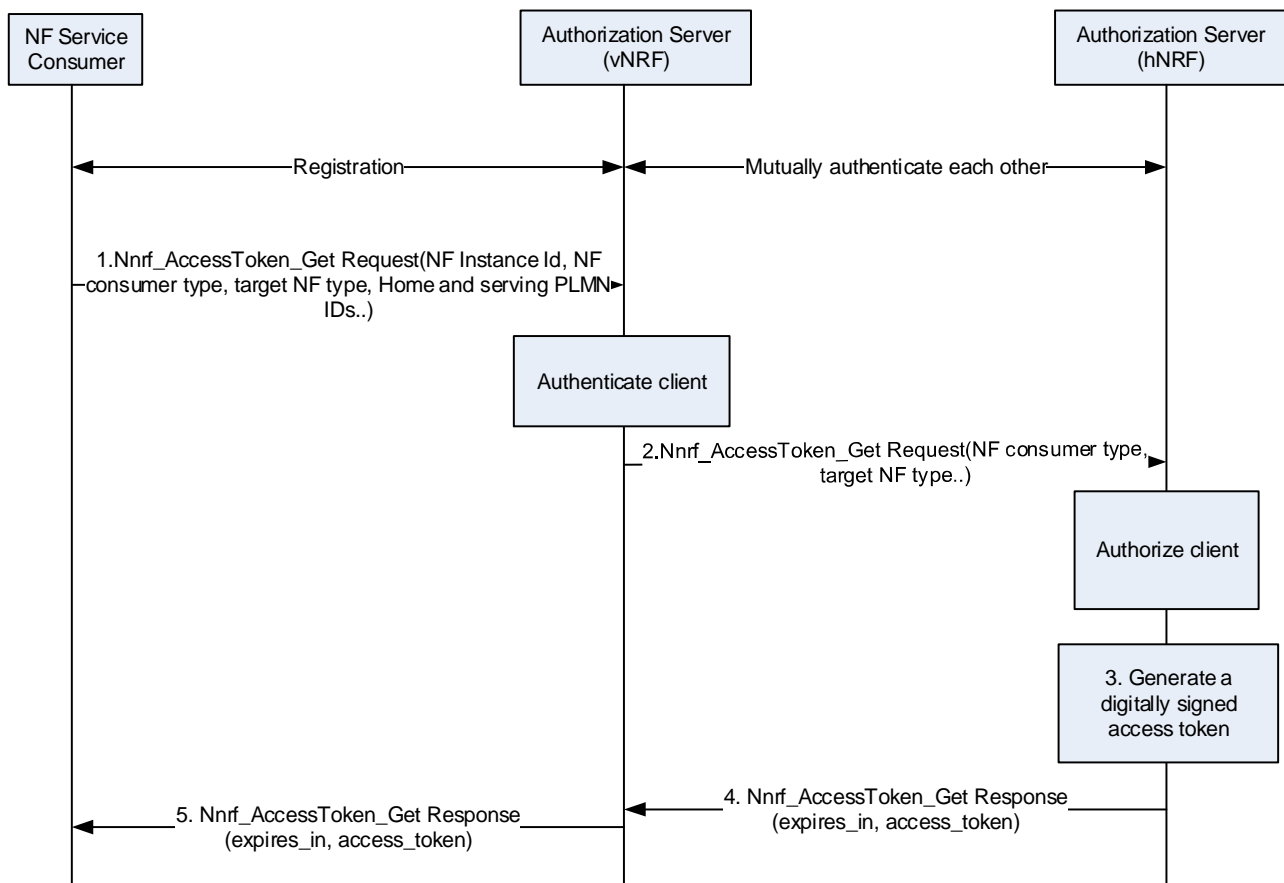 NF Service
Consumer
Authorization Server
(vNRF)
Authorization Server
(hNRF)
Registration
Mutually authenticate each other
1.Nnrf_AccessToken_Get Request(NF Instance Id, NF
consumer type, target NF type, Home and serving PLMN
IDs..)
Authenticate client
2.Nnrf_AccessToken_Get Request(NF consumer type,
target NF type..)
Authorize client
3. Generate a
digitally signed
access token
4. Nnrf_AccessToken_Get Response
(expires_in, access_token)
5. Nnrf_AccessToken_Get Response
(expires_in, access_token)